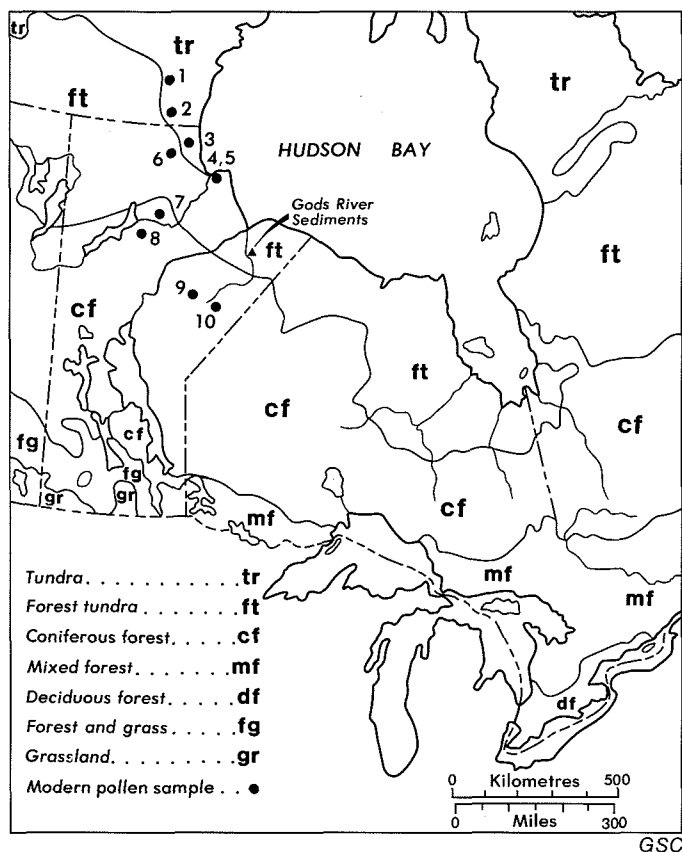 tr
tr
1
ft
2
3
6
4,5
HUDSON BAY
tr
7
Gods River
Sediments
8
ft
ft
9
10
cf
cf
ft
cf
cf
fg
fg
gr
gr
cf
mf
mf
mf
df
Tundra . . . . . . . . . . . tr
Forest tundra . . . . . . . ft
Coniferous forest . . . . . cf
Mixed forest . . . . . . . mf
Deciduous forest . . . . . df
Forest and grass . . . . . fg
Grassland . . . . . . . . gr
Modern pollen sample . . ●
0 Kilometres 500
Miles
0 300
GSC